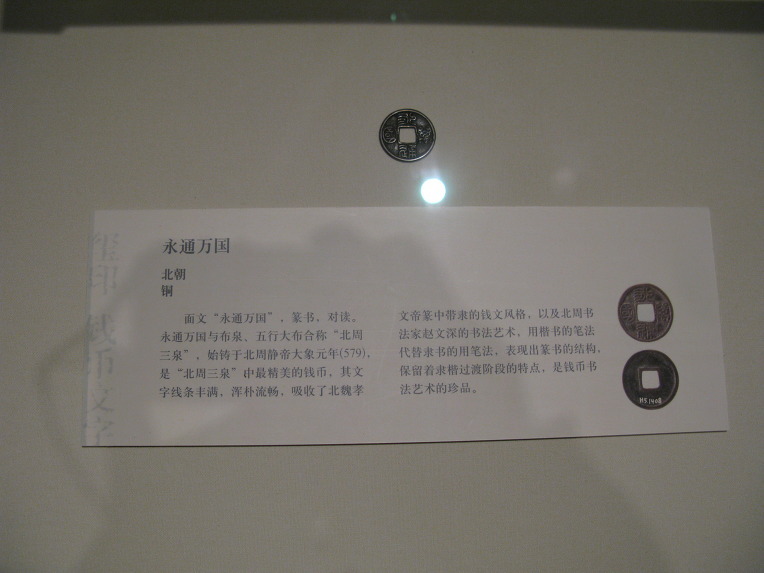 玺印 钱币文字
永通万国
北朝
铜
面文“永通万国”，篆书，对读。
永通万国与布泉、五行大布合称“北周
三泉”，始铸于北周静帝大象元年(579)，
是“北周三泉”中最精美的钱币，其文
字线条丰满，浑朴流畅，吸收了北魏孝
文帝篆中带隶的钱文风格，以及北周书
法家赵文深的书法艺术，用楷书的笔法
代替隶书的用笔法，表现出篆书的结构，
保留着隶楷过渡阶段的特点，是钱币书
法艺术的珍品。